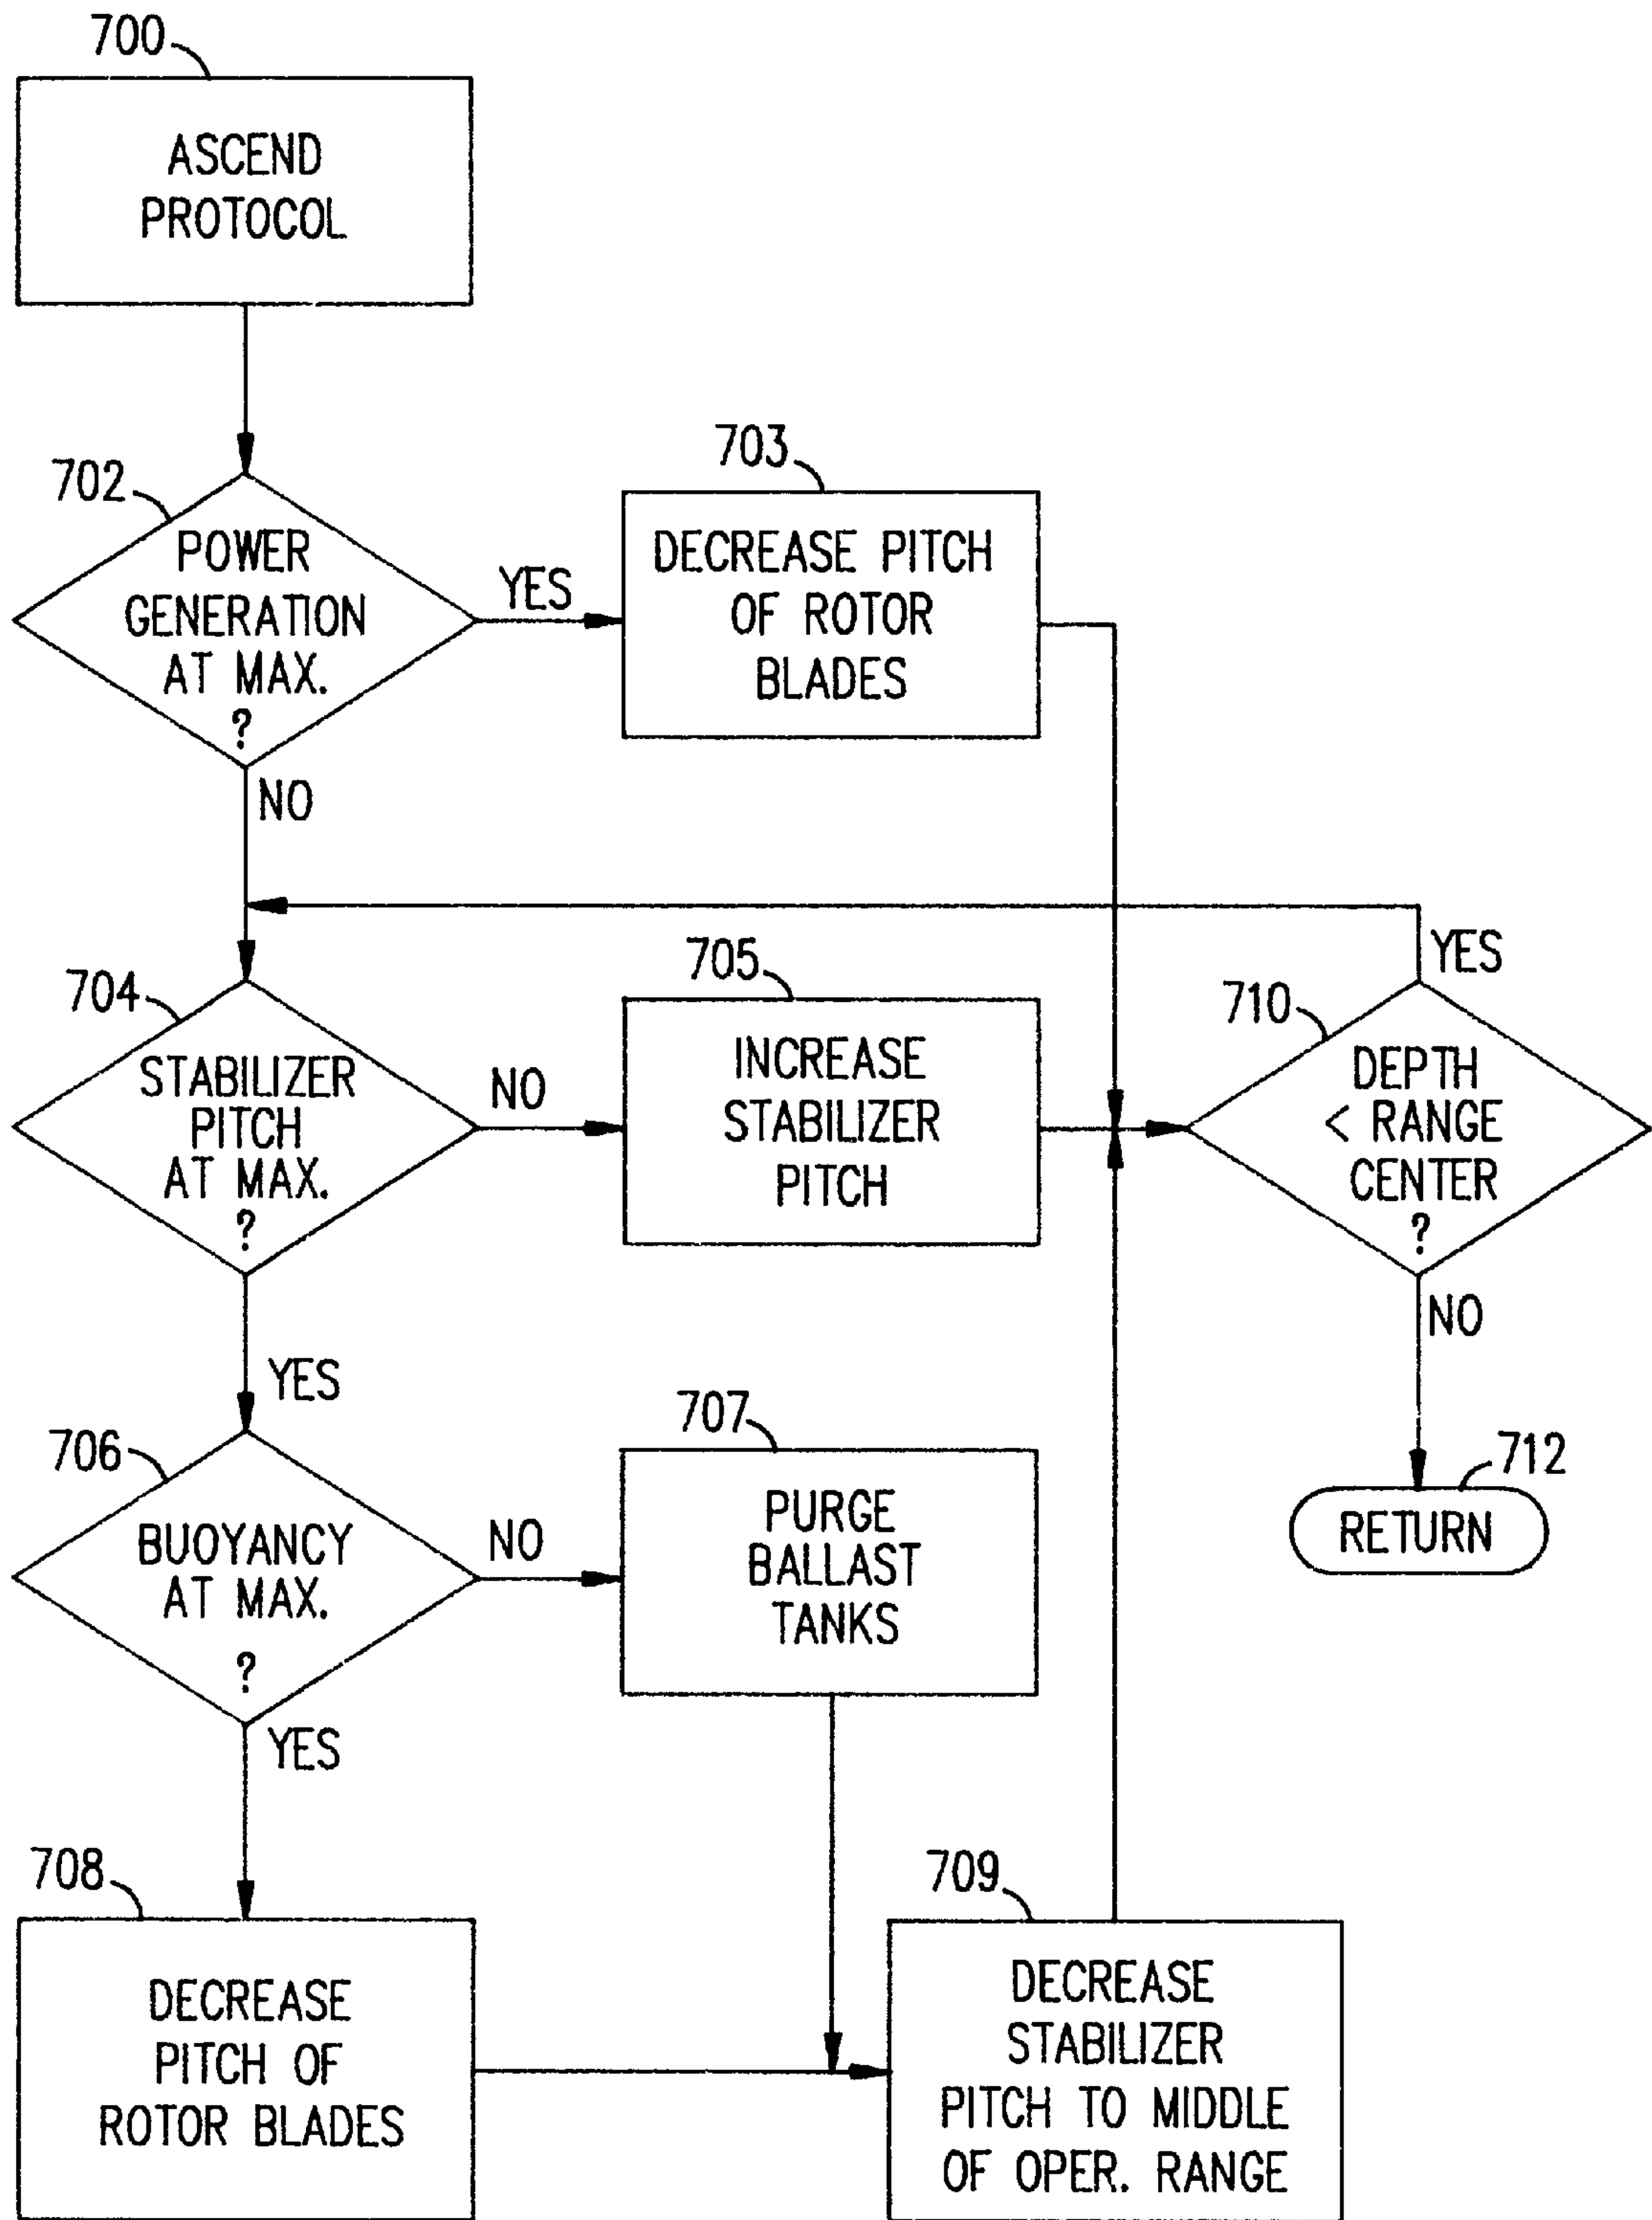 700
ASCEND
PROTOCOL
702
POWER
GENERATION
AT MAX.
?
YES
NO
703
DECREASE PITCH
OF ROTOR
BLADES
704
STABILIZER
PITCH
AT MAX.
?
NO
YES
705
INCREASE
STABILIZER
PITCH
710
YES
DEPTH
< RANGE
CENTER
?
NO
712
RETURN
706
BUOYANCY
AT MAX.
?
NO
YES
707
PURGE
BALLAST
TANKS
708
DECREASE
PITCH OF
ROTOR BLADES
709
DECREASE
STABILIZER
PITCH TO MIDDLE
OF OPER. RANGE